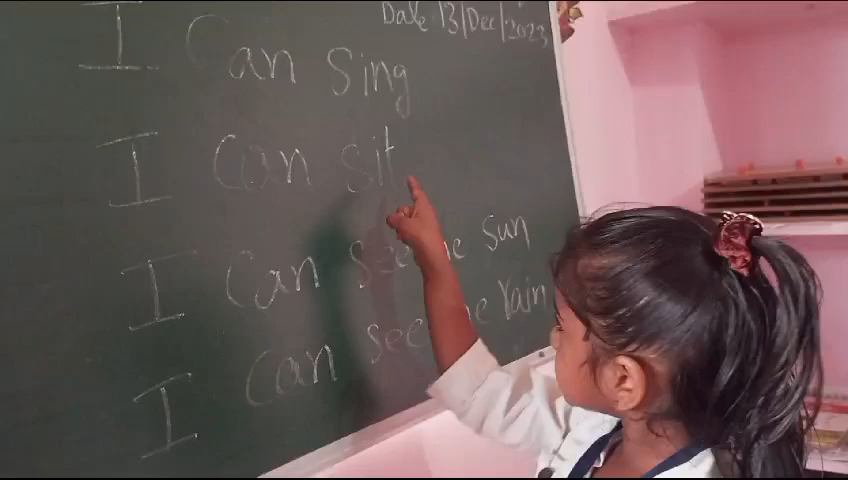 Date 13/Dec/2023
I Can Sing
I Can sit
I Can see sun
I Can see rain